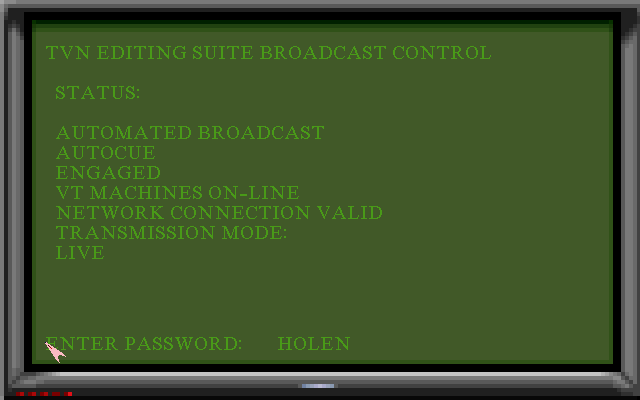 TVN EDITING SUITE BROADCAST CONTROL
STATUS:
AUTOMATED BROADCAST
AUTOCUE
ENGAGED
VT MACHINES ON-LINE
NETWORK CONNECTION VALID
TRANSMISSION MODE:
LIVE
ENTER PASSWORD: HOLEN